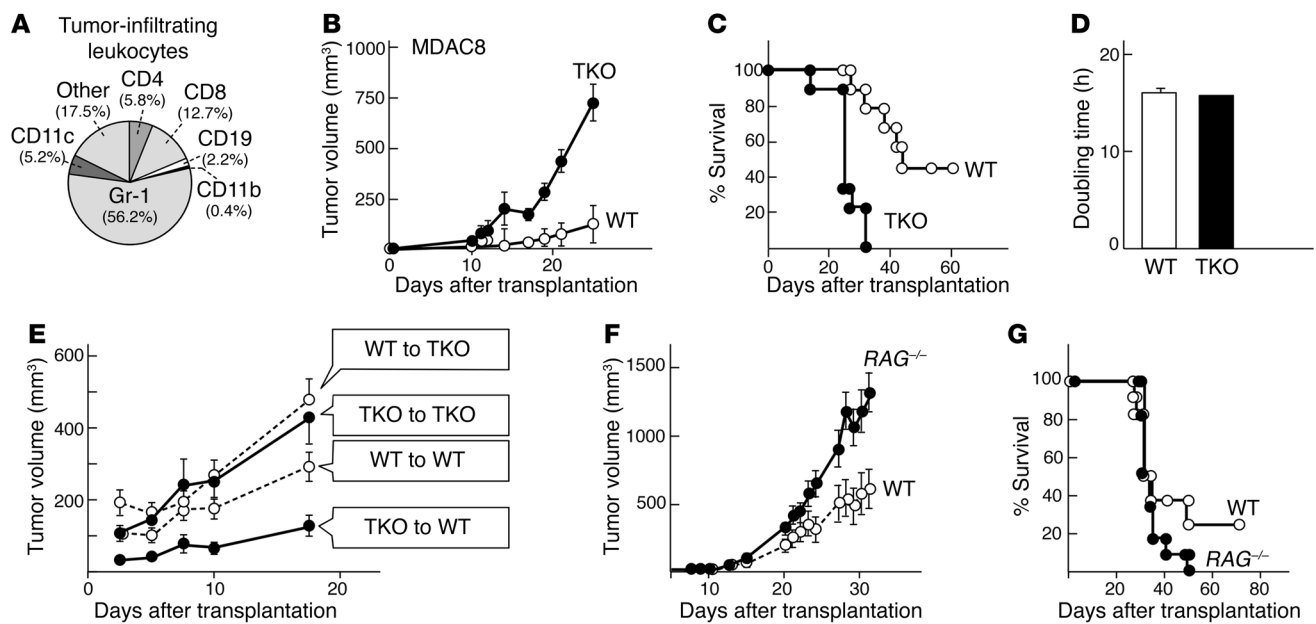 A
Tumor-infiltrating
leukocytes
CD4
(5.8%)
Other
(17.5%)
CD8
(12.7%)
CD11c
(5.2%)
CD19
(2.2%)
CD11b
(0.4%)
Gr-1
(56.2%)
B
MDAC8
Tumor volume (mm³)
1000
750
500
250
0
10
20
TKO
WT
Days after transplantation
C
% Survival
100
80
60
40
20
0
20
40
60
WT
TKO
Days after transplantation
D
Doubling time (h)
20
10
0
WT
TKO
E
Tumor volume (mm³)
600
400
200
0
10
20
WT to TKO
TKO to TKO
WT to WT
TKO to WT
Days after transplantation
F
Tumor volume (mm³)
1500
1000
500
10
20
30
RAG–/–
WT
Days after transplantation
G
% Survival
100
80
60
40
20
0
20
40
60
80
WT
RAG–/–
Days after transplantation